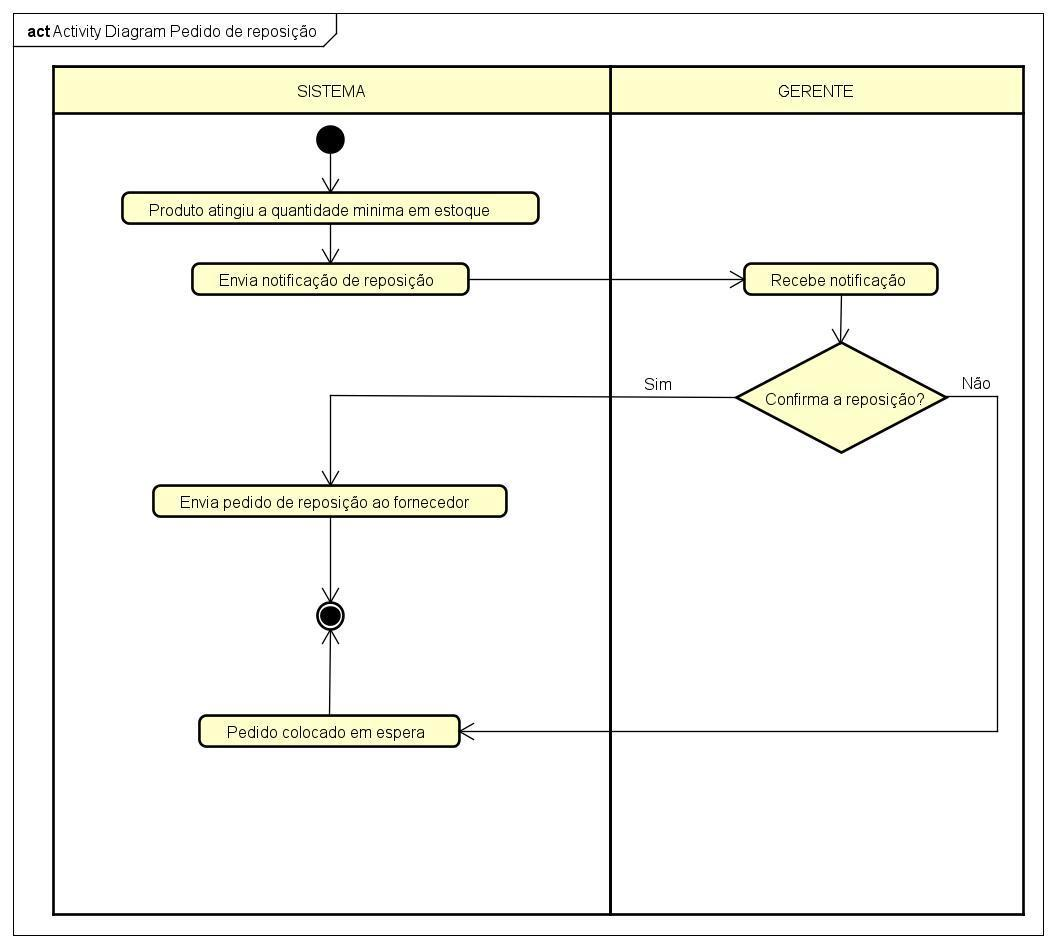 act Activity Diagram Pedido de reposição
SISTEMA
GERENTE
Produto atingiu a quantidade minima em estoque
Envia notificação de reposição
Recebe notificação
Sim
Não
Confirma a reposição?
Envia pedido de reposição ao fornecedor
Pedido colocado em espera